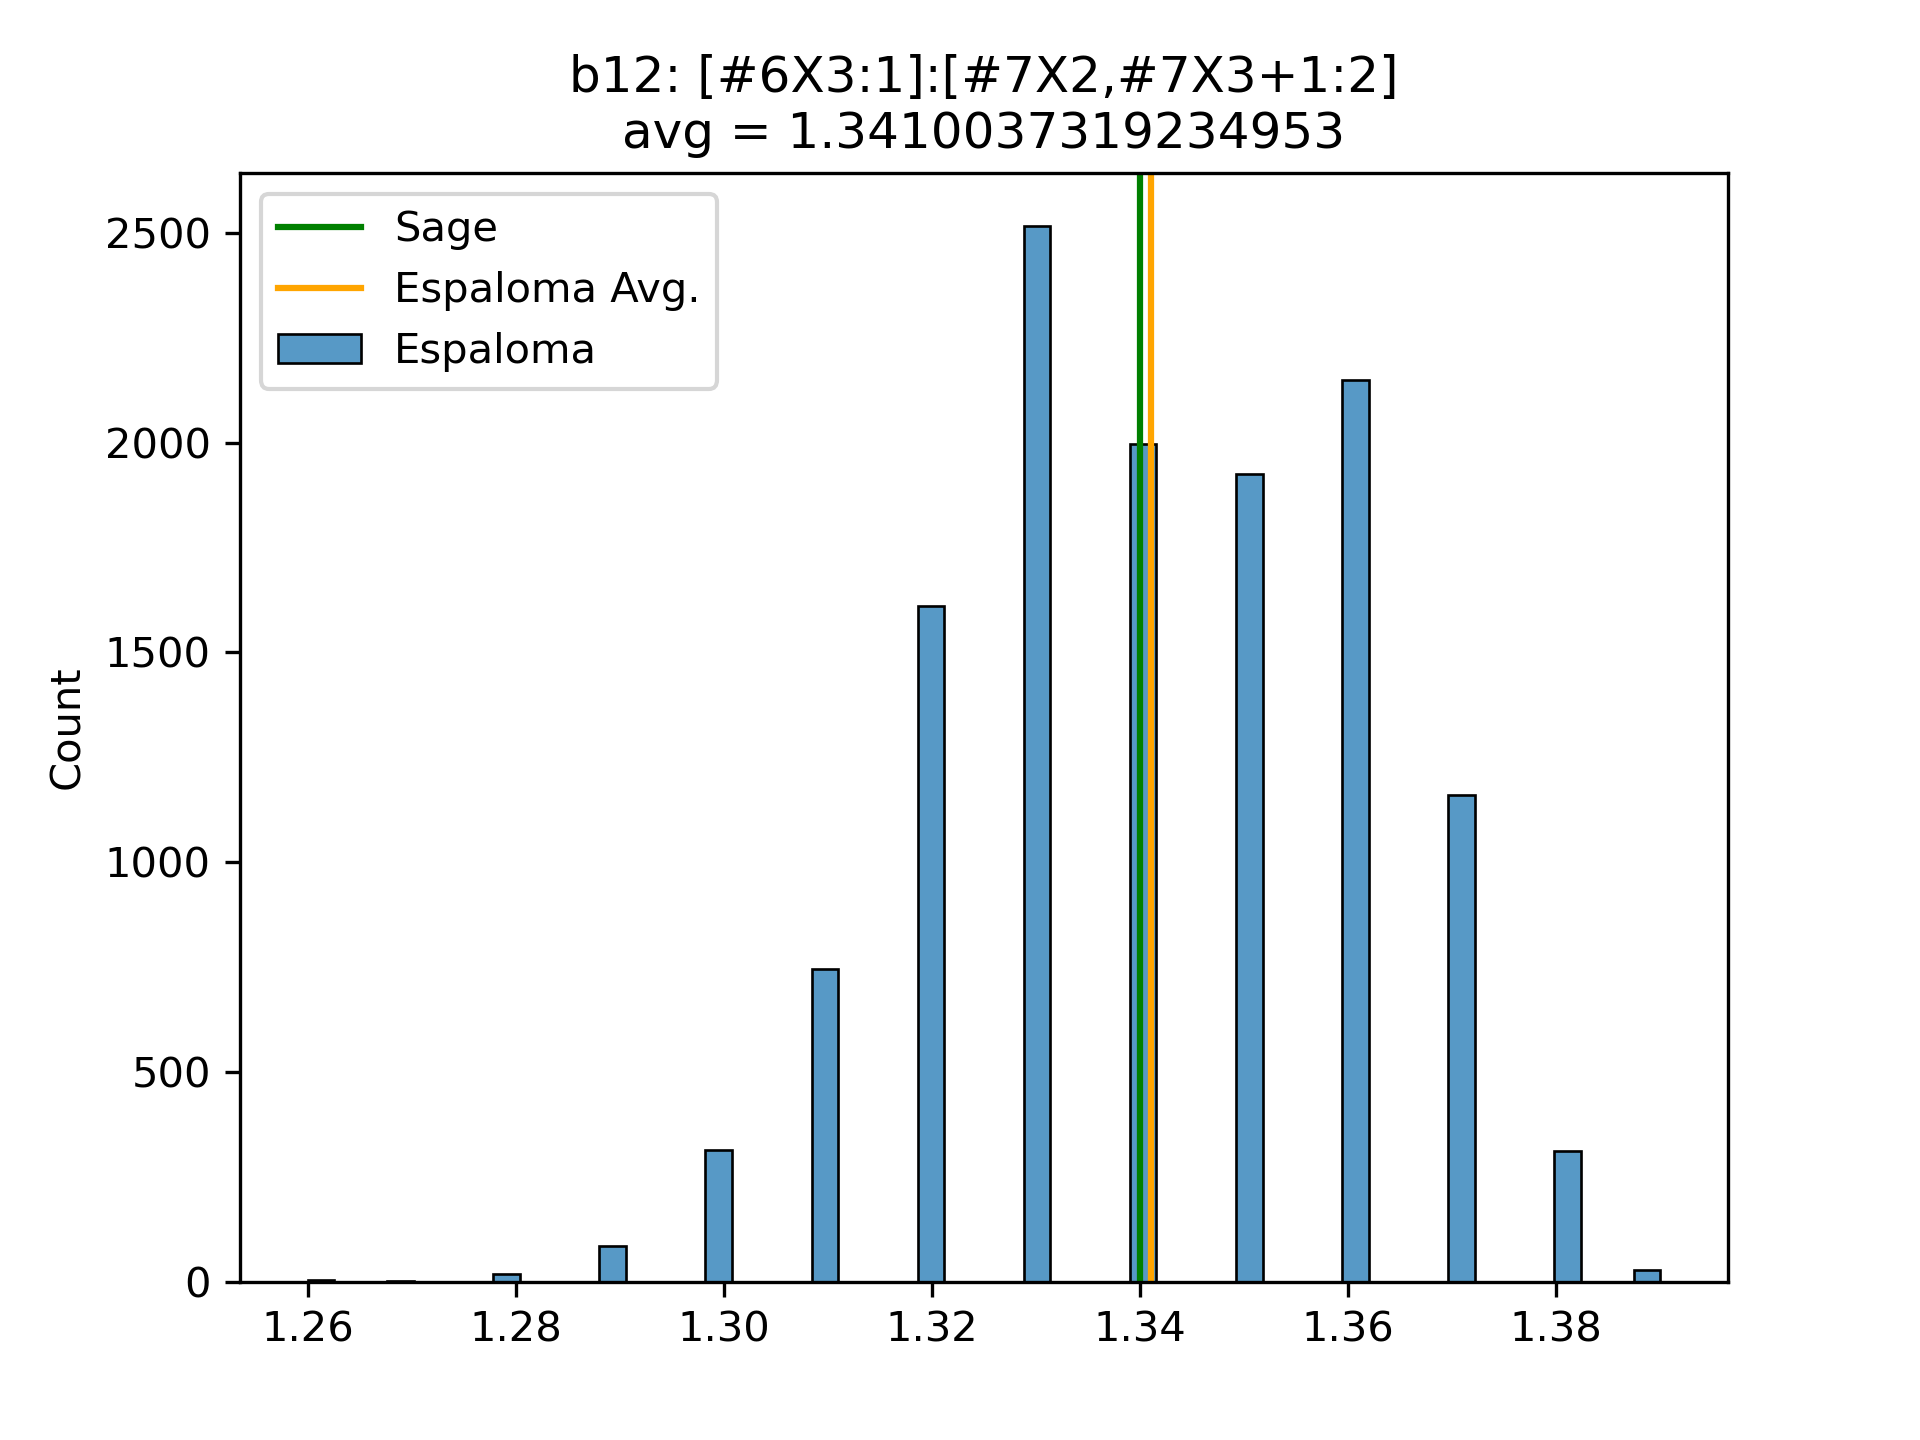 b12: [#6X3:1]:[#7X2,#7X3+1:2]
avg = 1.3410037319234953
Sage
Espaloma Avg.
Espaloma
Count
2500
2000
1500
1000
500
0
1.26 1.28 1.30 1.32 1.34 1.36 1.38